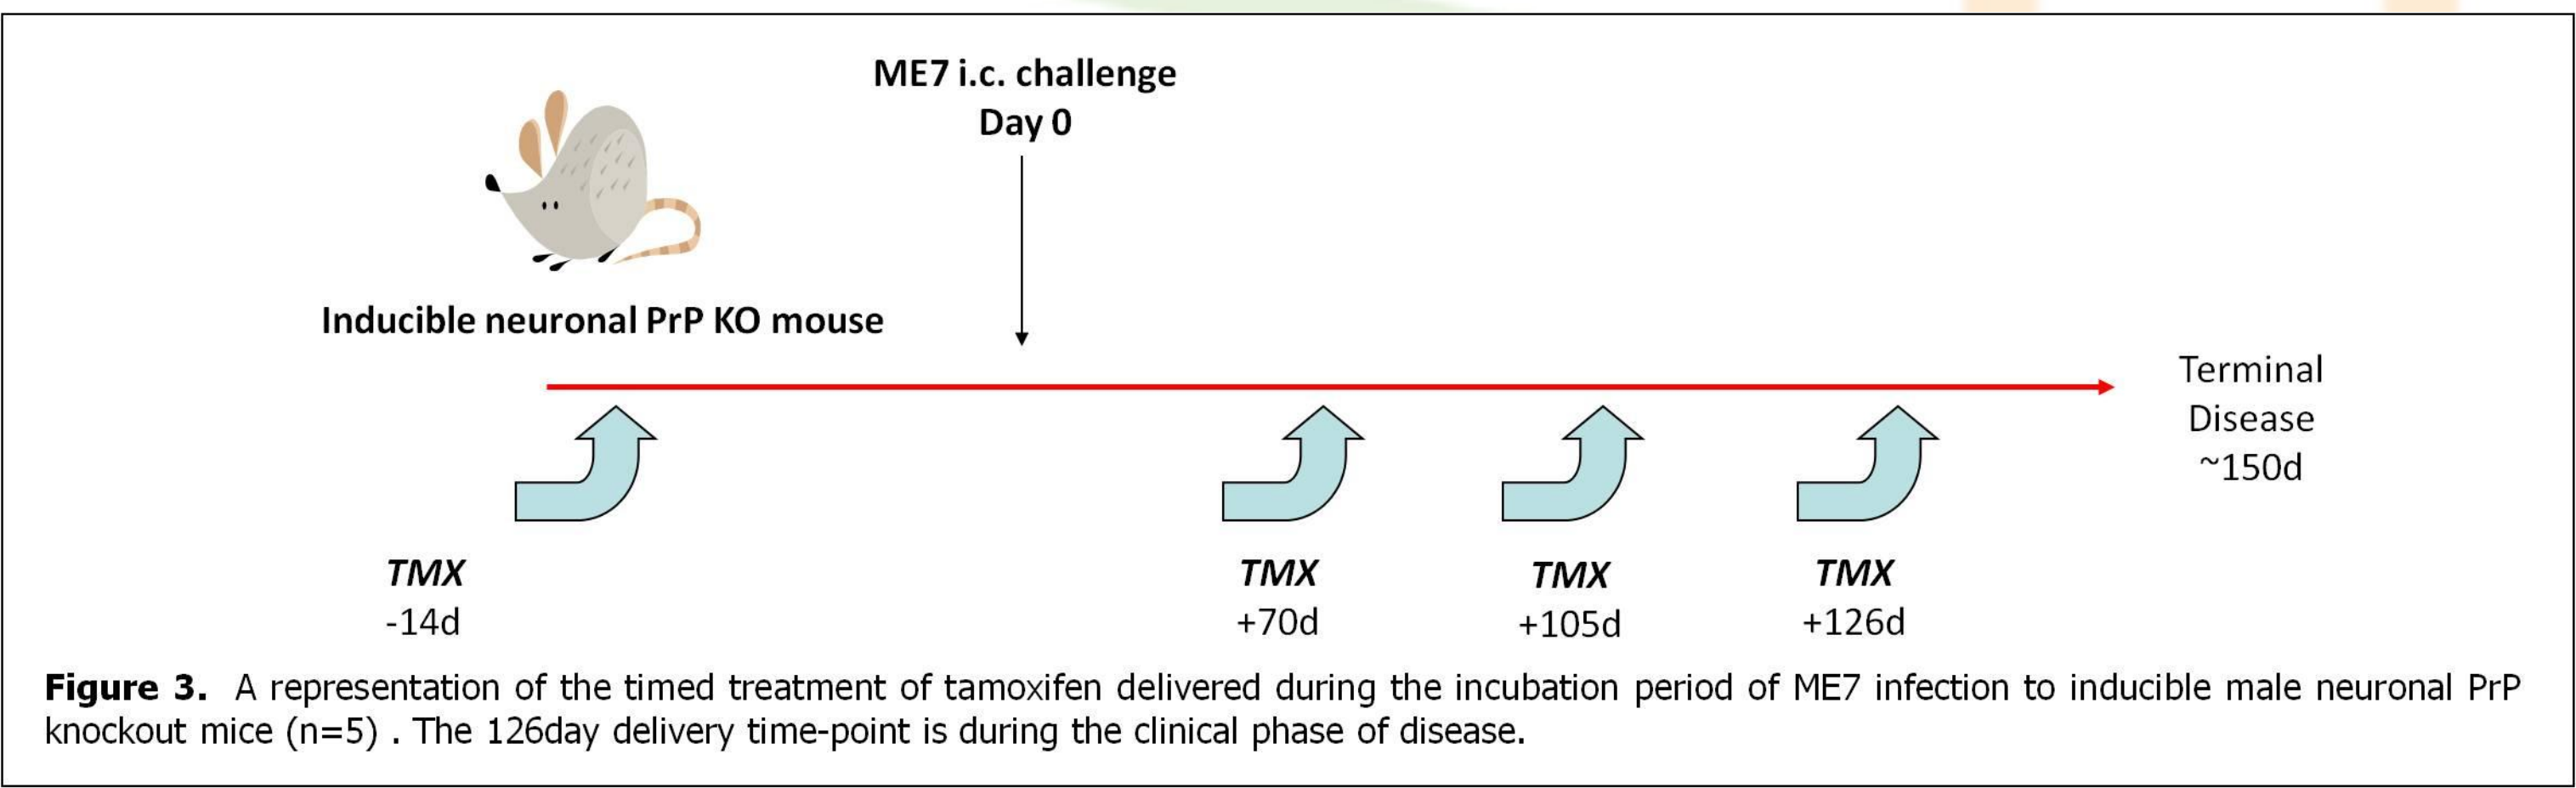 ME7 i.c. challenge
Day 0
Inducible neuronal PrP KO mouse
Terminal
Disease
~150d
TMX
-14d
TMX
+70d
TMX
+105d
TMX
+126d
Figure 3. A representation of the timed treatment of tamoxifen delivered during the incubation period of ME7 infection to inducible male neuronal PrP
knockout mice (n=5) . The 126day delivery time-point is during the clinical phase of disease.